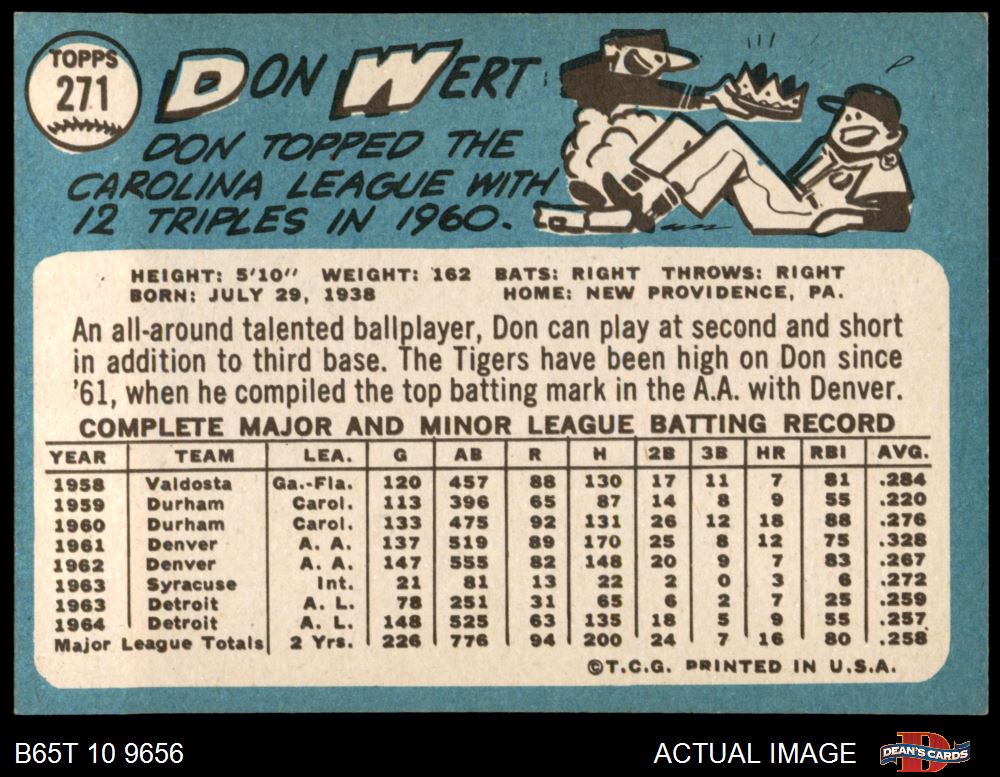 TOPPS
271
DON WERT
DON TOPPED THE
CAROLINA LEAGUE WITH
12 TRIPLES IN 1960.
HEIGHT: 5'10" WEIGHT: 162 BATS: RIGHT THROWS: RIGHT
BORN: JULY 29, 1938 HOME: NEW PROVIDENCE, PA.
An all-around talented ballplayer, Don can play at second and short
in addition to third base. The Tigers have been high on Don since
'61, when he compiled the top batting mark in the A.A. with Denver.
COMPLETE MAJOR AND MINOR LEAGUE BATTING RECORD
YEAR TEAM LEA. G AB R H 2B 3B HR RBI AVG.
1958 Valdosta Ga.-Fla. 120 457 88 130 17 11 7 81 .284
1959 Durham Carol. 113 396 65 87 14 8 9 55 .220
1960 Durham Carol. 133 475 92 131 26 12 18 88 .276
1961 Denver A. A. 137 519 89 170 25 8 12 75 .328
1962 Denver A. A. 147 555 82 148 20 9 7 83 .267
1963 Syracuse Int. 21 81 13 22 2 0 3 6 .272
1963 Detroit A. L. 78 251 31 65 6 2 7 25 .259
1964 Detroit A. L. 148 525 63 135 18 5 9 55 .257
Major League Totals 2 Yrs. 226 776 94 200 24 7 16 80 .258
©T.C.G. PRINTED IN U.S.A.
B65T 10 9656 ACTUAL IMAGE DEAN'S CARDS